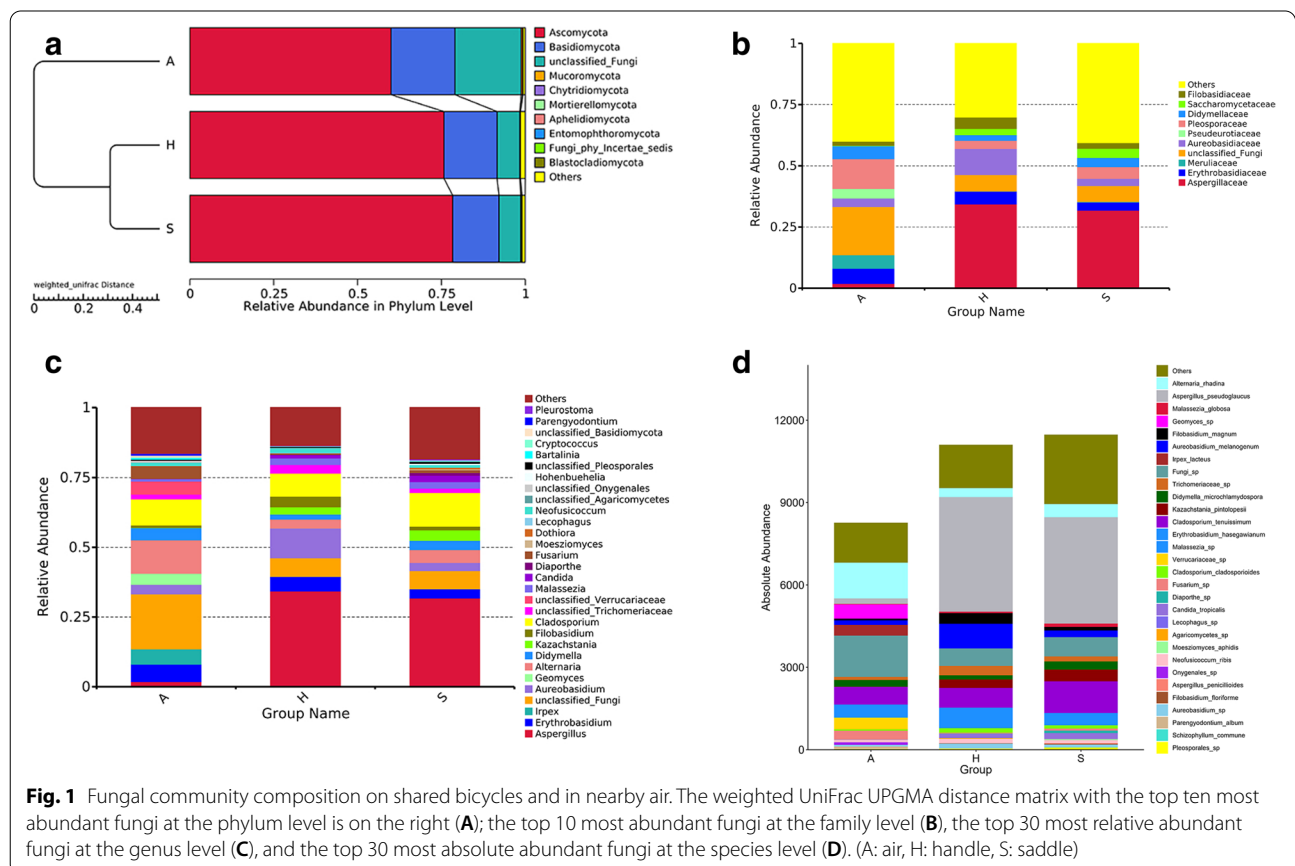 a
A
H
S
weighted_unifrac Distance
0 0.2 0.4
0 0.25 0.5 0.75 1
Relative Abundance in Phylum Level
Ascomycota
Basidiomycota
unclassified_Fungi
Mucoromycota
Chytridiomycota
Mortierellomycota
Aphelidiomycota
Entomophthoromycota
Fungi_phy_Incertae_sedis
Blastocladiomycota
Others
b
Relative Abundance
1
0.75
0.5
0.25
0
A H S
Group Name
Others
Filobasidiaceae
Saccharomycetaceae
Didymellaceae
Pleosporaceae
Pseudeurotiaceae
Aureobasidiaceae
unclassified_Fungi
Meruliaceae
Erythrobasidiaceae
Aspergillaceae
c
Relative Abundance
1
0.75
0.5
0.25
0
A H S
Group Name
Others
Pleurostoma
Parengyodontium
unclassified_Basidiomycota
Cryptococcus
Bartalinia
unclassified_Pleosporales
Hohenbuehelia
unclassified_Onygenales
unclassified_Agaricomycetes
Neofusicoccum
Lecophagus
Dothiora
Moesziomyces
Fusarium
Diaporthe
Candida
Malassezia
unclassified_Verrucariaceae
unclassified_Trichomeriaceae
Cladosporium
Filobasidium
Kazachstania
Didymella
Alternaria
Geomyces
Aureobasidium
unclassified_Fungi
Irpex
Erythrobasidium
Aspergillus
d
Absolute Abundance
12000
9000
6000
3000
0
A H S
Group
Others
Alternaria_rhadina
Aspergillus_pseudoglaucus
Malassezia_globosa
Geomyces_sp
Filobasidium_magnum
Aureobasidium_melanogenum
Irpex_lacteus
Fungi_sp
Trichomeriaceae_sp
Didymella_microchlamydospora
Kazachstania_pintolopesii
Cladosporium_tenuissimum
Erythrobasidium_hasegawianum
Malassezia_sp
Verrucariaceae_sp
Cladosporium_cladosporioides
Fusarium_sp
Diaporthe_sp
Candida_tropicalis
Lecophagus_sp
Agaricomycetes_sp
Moesziomyces_aphidis
Neofusicoccum_ribis
Onygenales_sp
Aspergillus_penicillioides
Filobasidium_floriforme
Aureobasidium_sp
Parengyodontium_album
Schizophyllum_commune
Pleosporales_sp
Fig. 1 Fungal community composition on shared bicycles and in nearby air. The weighted UniFrac UPGMA distance matrix with the top ten most
abundant fungi at the phylum level is on the right (A); the top 10 most abundant fungi at the family level (B), the top 30 most relative abundant
fungi at the genus level (C), and the top 30 most absolute abundant fungi at the species level (D). (A: air, H: handle, S: saddle)